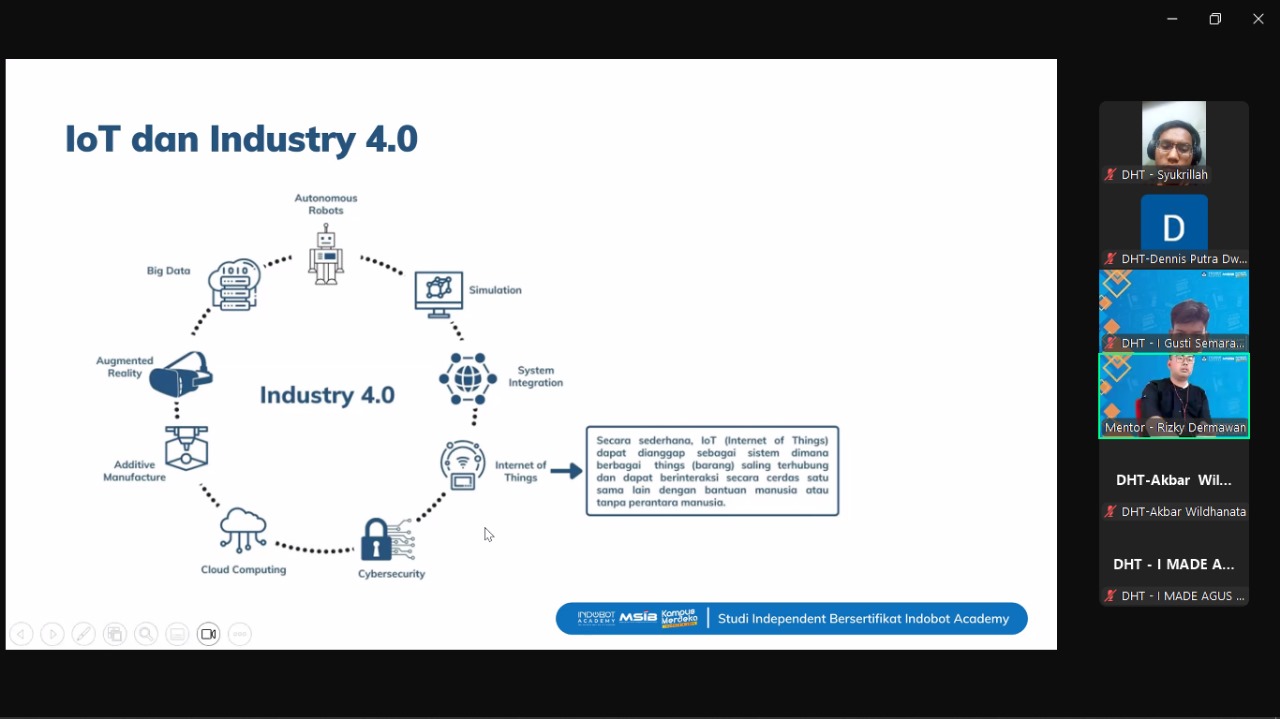 IoT dan Industry 4.0
Autonomous
Robots
Big Data
Simulation
Augmented
Reality
Industry 4.0
System
Integration
Additive
Manufacture
Internet of
Things
Secara sederhana, IoT (Internet of Things)
dapat dianggap sebagai sistem dimana
berbagai things (barang) saling terhubung
dan dapat berinteraksi secara cerdas satu
sama lain dengan bantuan manusia atau
tanpa perantara manusia.
Cloud Computing
Cybersecurity
INDOBOT
ACADEMY
MSIB
Kampus
Merdeka
Studi Independent Bersertifikat Indobot Academy
DHT - Syukrillah
D
DHT-Dennis Putra Dw...
DHT - I Gusti Semara...
Mentor - Rizky Dermawan
DHT-Akbar Wil...
DHT-Akbar Wildhanata
DHT - I MADE A...
DHT - I MADE AGUS ...